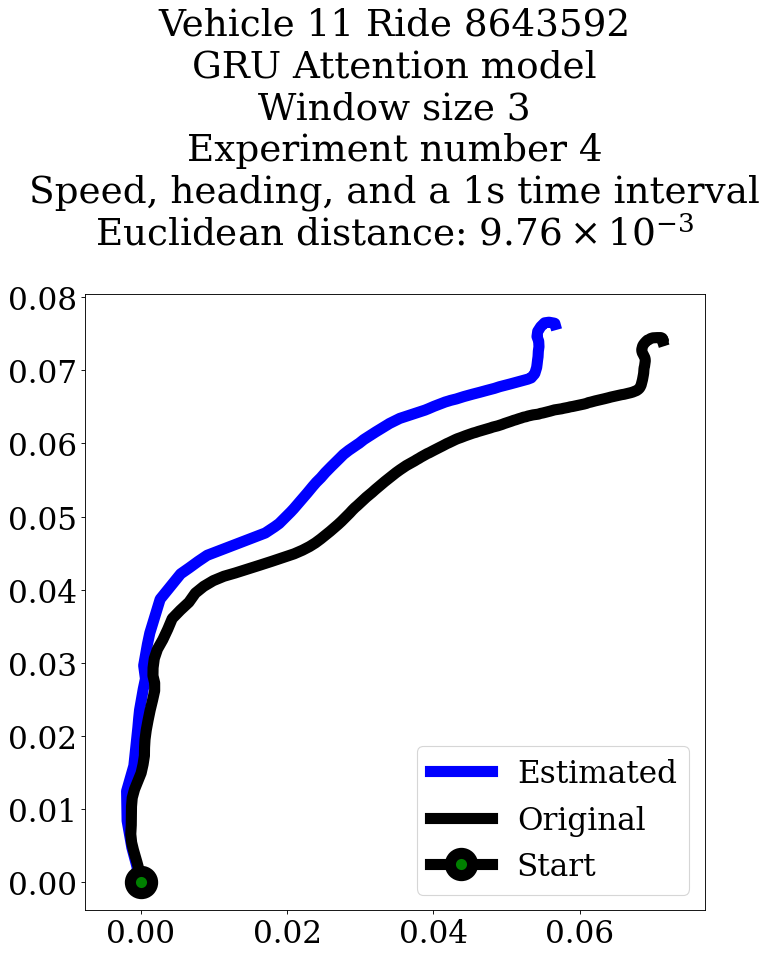 Vehicle 11 Ride 8643592
GRU Attention model
Window size 3
Experiment number 4
Speed, heading, and a 1s time interval
Euclidean distance: 9.76 × 10⁻³
0.08
0.07
0.06
0.05
0.04
0.03
0.02
0.01
0.00
Estimated
Original
Start
0.00 0.02 0.04 0.06